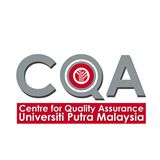 CQA
Centre for Quality Assurance
Universiti Putra Malaysia